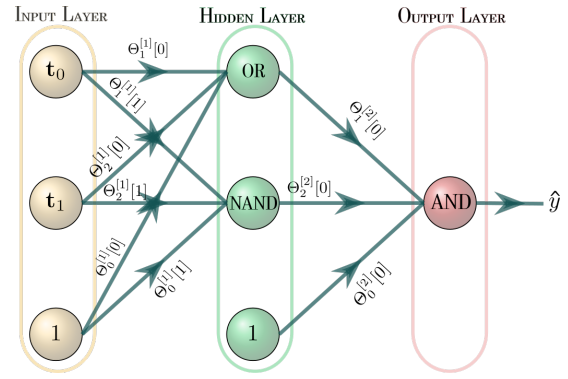 Input Layer Hidden Layer Output Layer
t₀ Θ₁^[1][0] OR
Θ₁^[1][1]
Θ₁^[2][0]
Θ₂^[1][0]
t₁ Θ₂^[1][1] NAND Θ₂^[2][0] AND ŷ
Θ₀^[1][0]
Θ₀^[1][1]
Θ₀^[2][0]
1 1